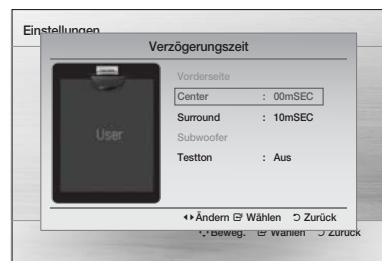 Einstellungen
Verzögerungszeit
Vorderseite
Center : 00mSEC
Surround : 10mSEC
Subwoofer
Testton : Aus
User
Ändern Wählen Zurück
Beweg. Wählen Zurück